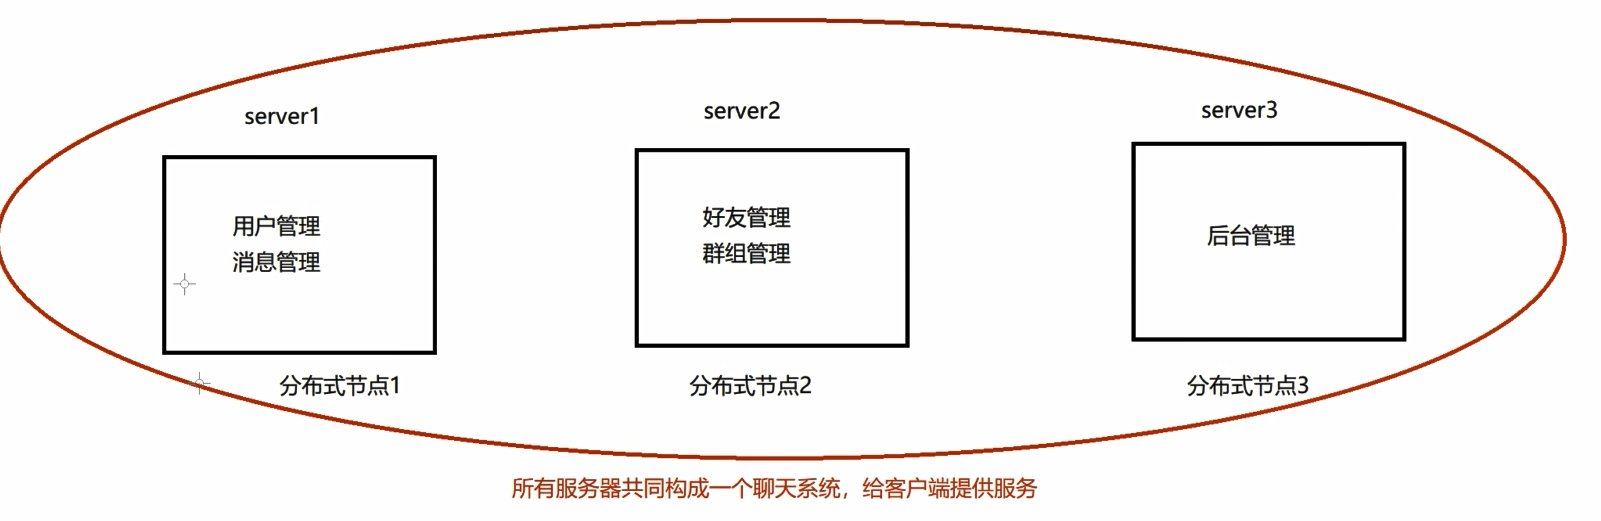 server1
server2
server3
用户管理
消息管理
好友管理
群组管理
后台管理
分布式节点1
分布式节点2
分布式节点3
所有服务器共同构成一个聊天系统，给客户端提供服务